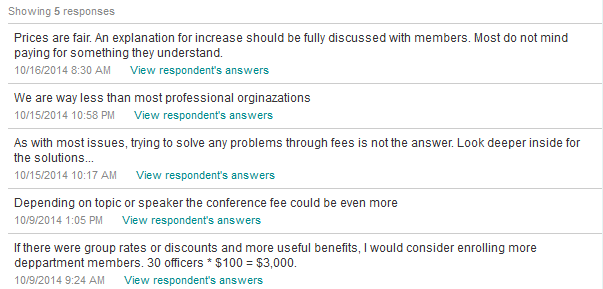 Showing 5 responses
Prices are fair. An explanation for increase should be fully discussed with members. Most do not mind
paying for something they understand.
10/16/2014 8:30 AM View respondent's answers
We are way less than most professional orginazations
10/15/2014 10:58 PM View respondent's answers
As with most issues, trying to solve any problems through fees is not the answer. Look deeper inside for
the solutions...
10/15/2014 10:17 AM View respondent's answers
Depending on topic or speaker the conference fee could be even more
10/9/2014 1:05 PM View respondent's answers
If there were group rates or discounts and more useful benefits, I would consider enrolling more
deppartment members. 30 officers * $100 = $3,000.
10/9/2014 9:24 AM View respondent's answers